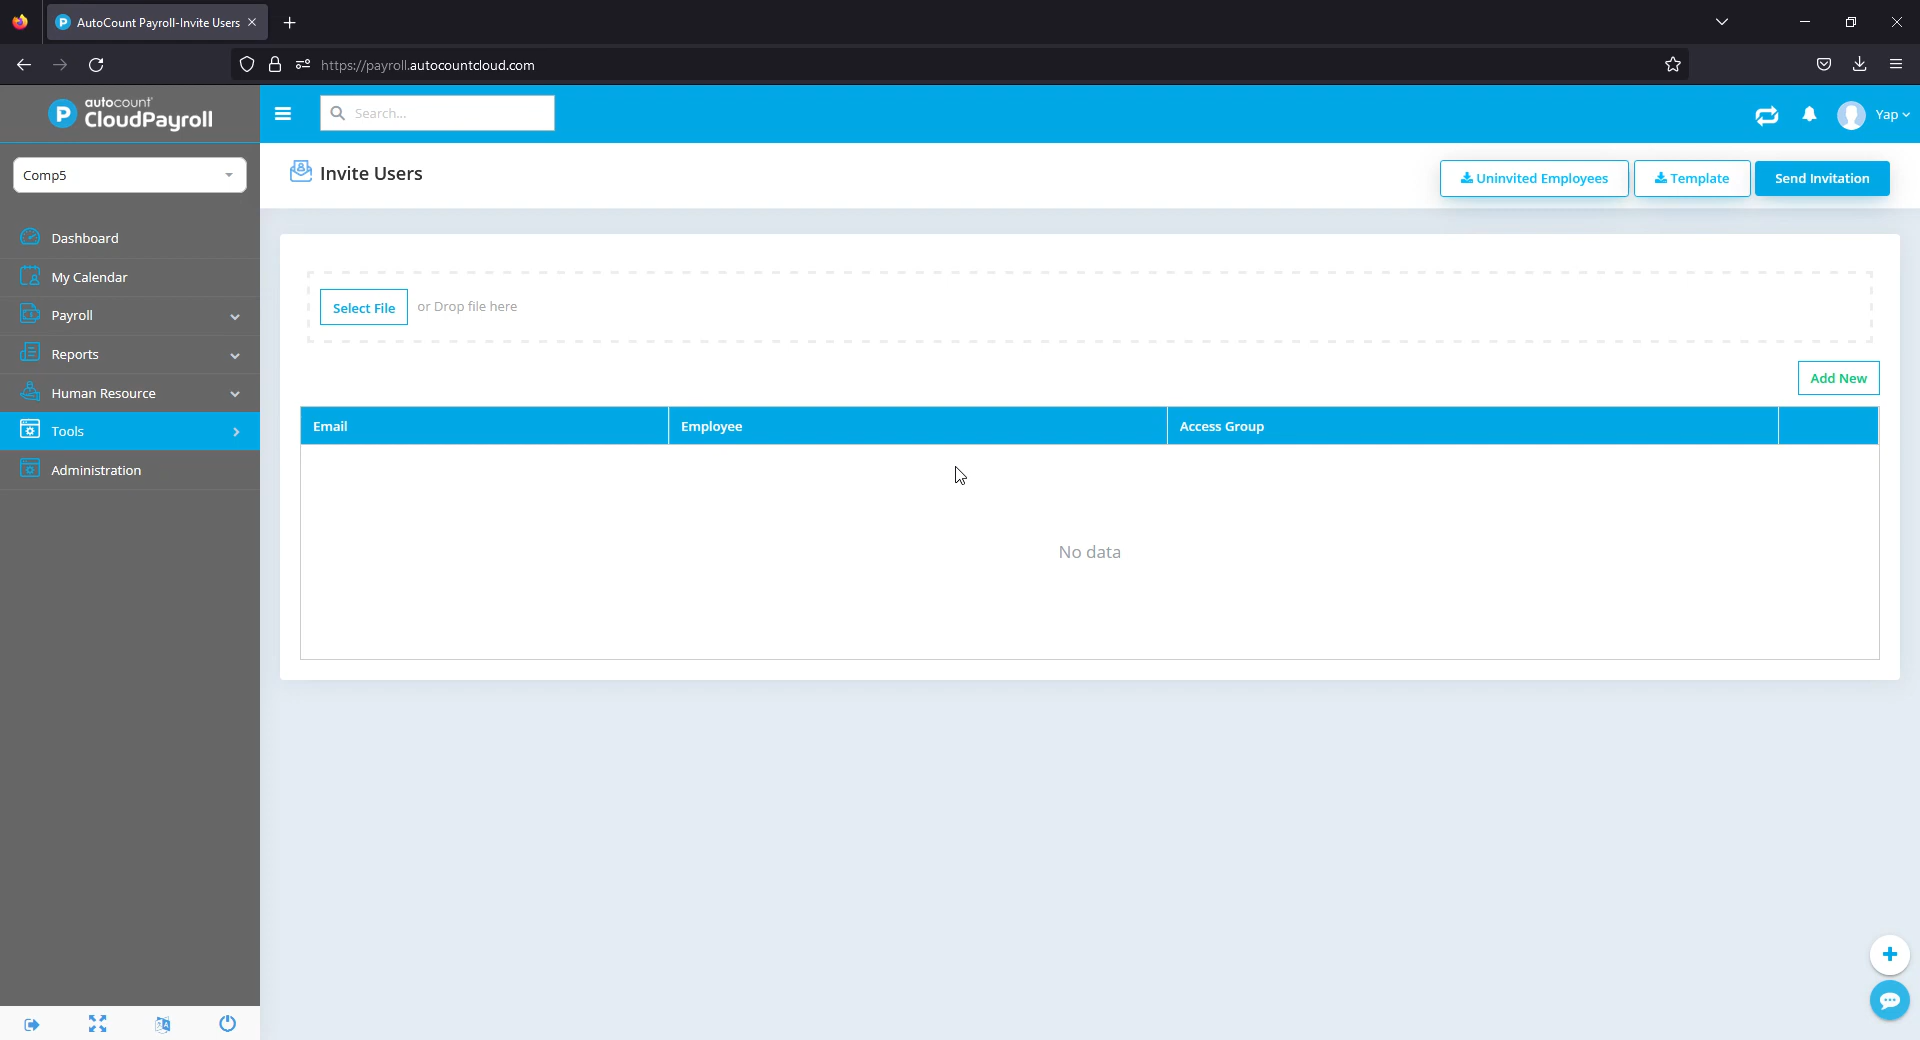 AutoCount Payroll-Invite Users
https://payroll.autocountcloud.com
P autocount CloudPayroll
Search...
Yap
Comp5
Invite Users
Uninvited Employees
Template
Send Invitation
Dashboard
My Calendar
Payroll
Reports
Human Resource
Tools
Administration
Select File
or Drop file here
Add New
Email
Employee
Access Group
No data